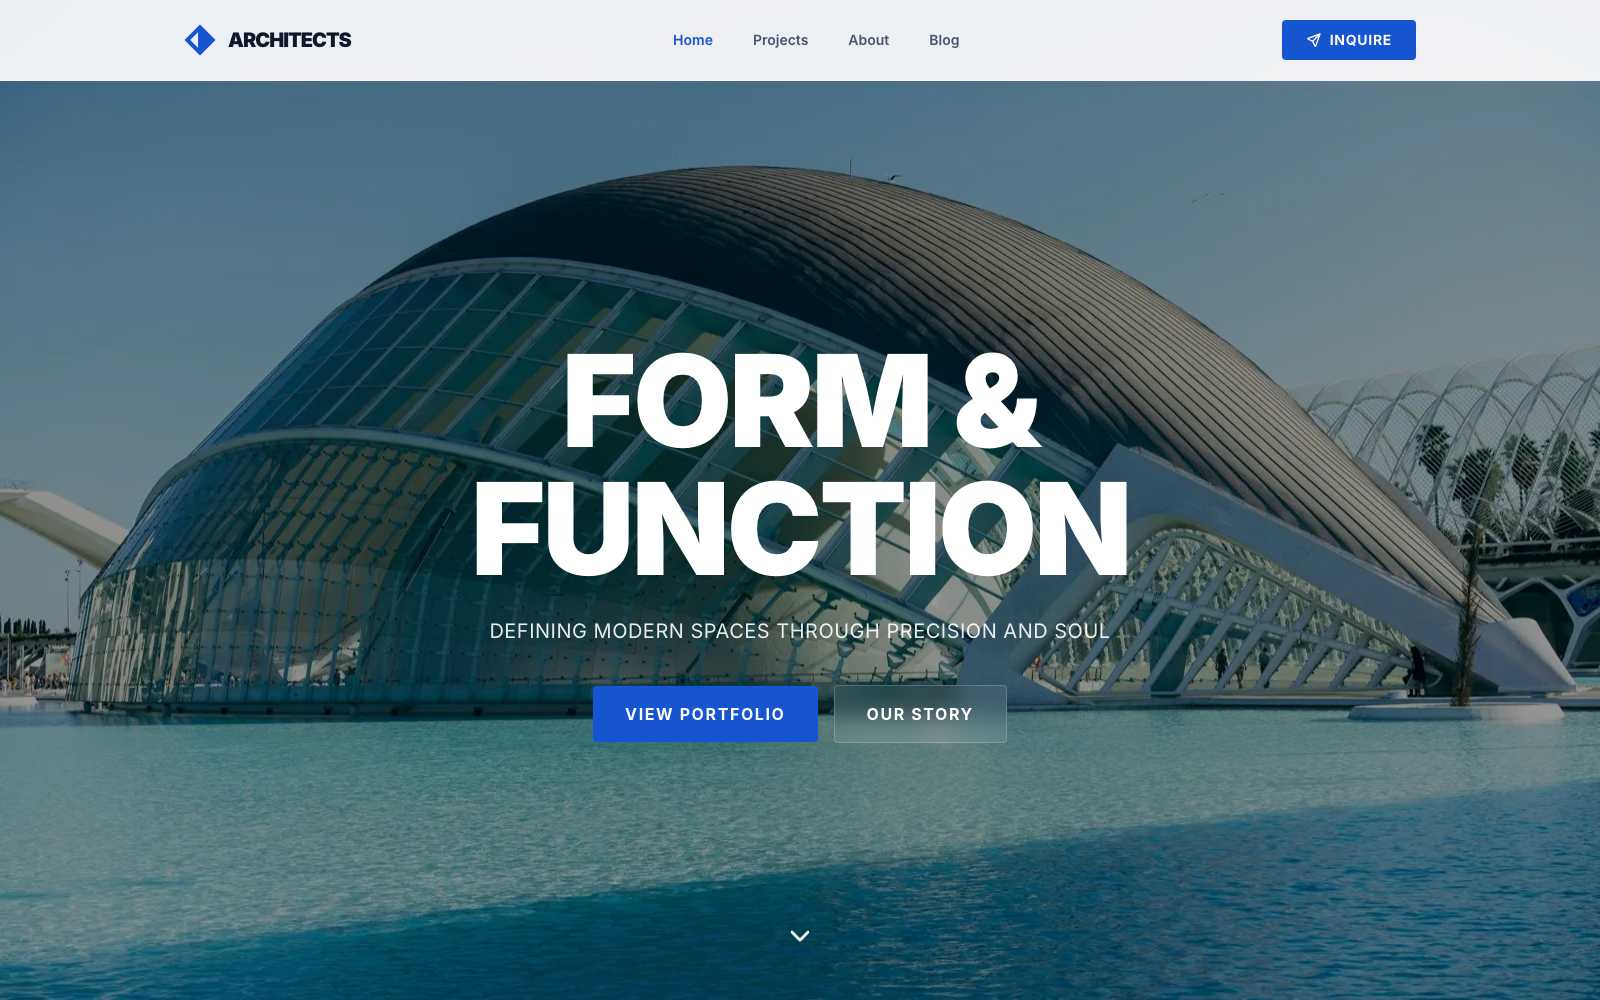 ARCHITECTS
Home
Projects
About
Blog
INQUIRE
FORM &
FUNCTION
DEFINING MODERN SPACES THROUGH PRECISION AND SOUL
VIEW PORTFOLIO
OUR STORY